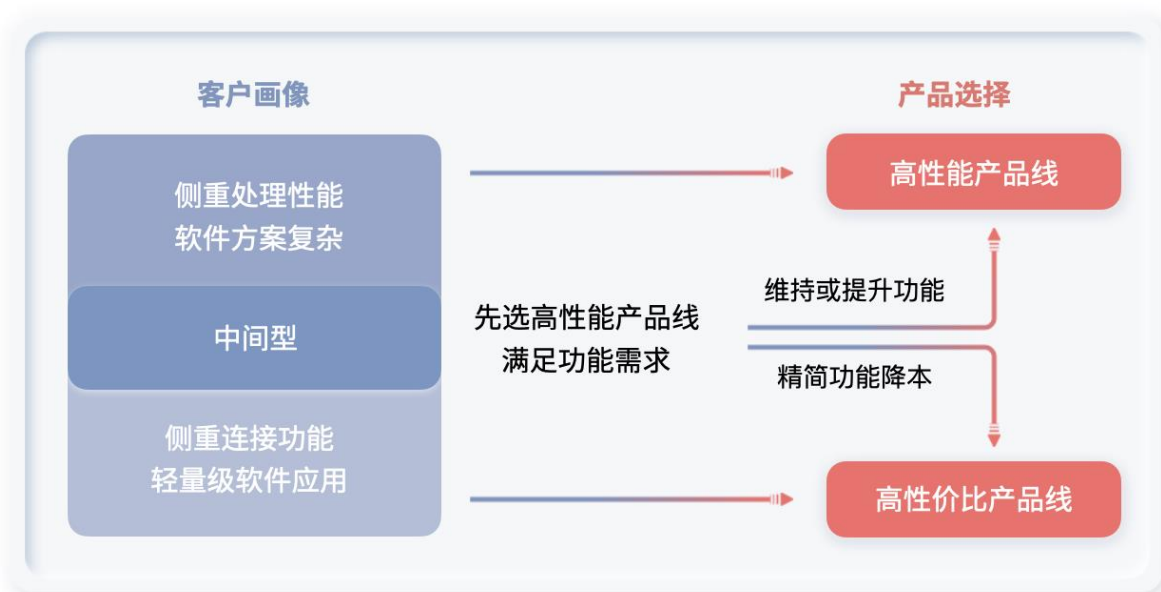 客户画像
产品选择
侧重处理性能
软件方案复杂
高性能产品线
中间型
先选高性能产品线
满足功能需求
维持或提升功能
精简功能降本
侧重连接功能
轻量级软件应用
高性价比产品线